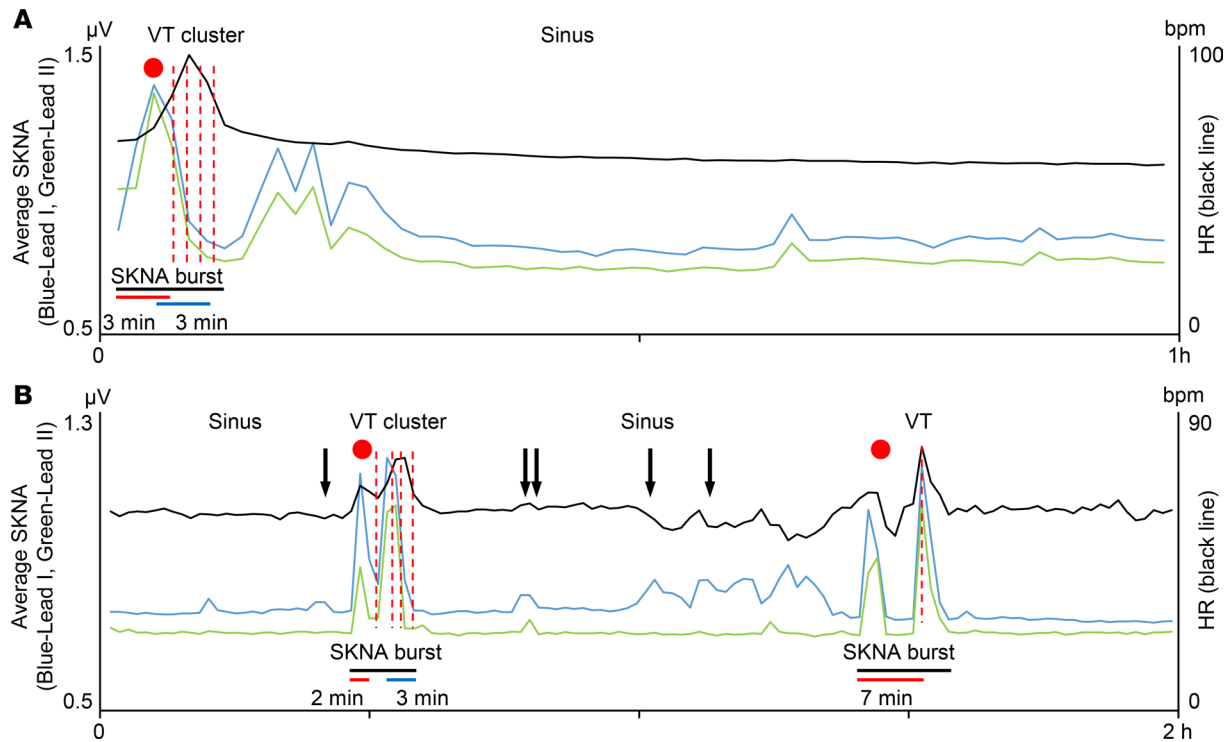 A
µV
VT cluster
Sinus
bpm
1.5
100
Average SKNA
(Blue-Lead I, Green-Lead II)
HR (black line)
SKNA burst
3 min
3 min
0.5
0
0
1h
B
µV
Sinus
VT cluster
Sinus
VT
bpm
1.3
90
Average SKNA
(Blue-Lead I, Green-Lead II)
HR (black line)
SKNA burst
SKNA burst
2 min
3 min
7 min
0.5
0
0
2 h